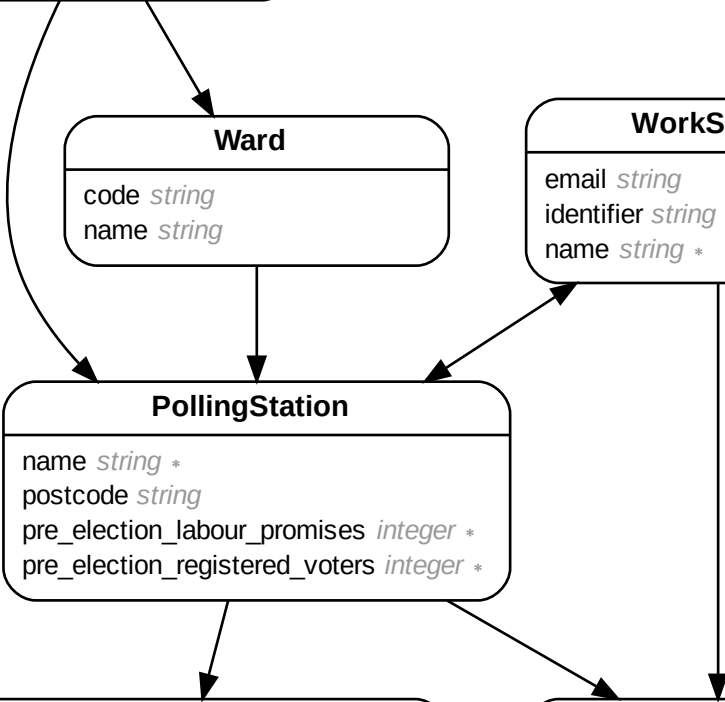 Ward
code string
name string
WorkS
email string
identifier string
name string *
PollingStation
name string *
postcode string
pre_election_labour_promises integer *
pre_election_registered_voters integer *